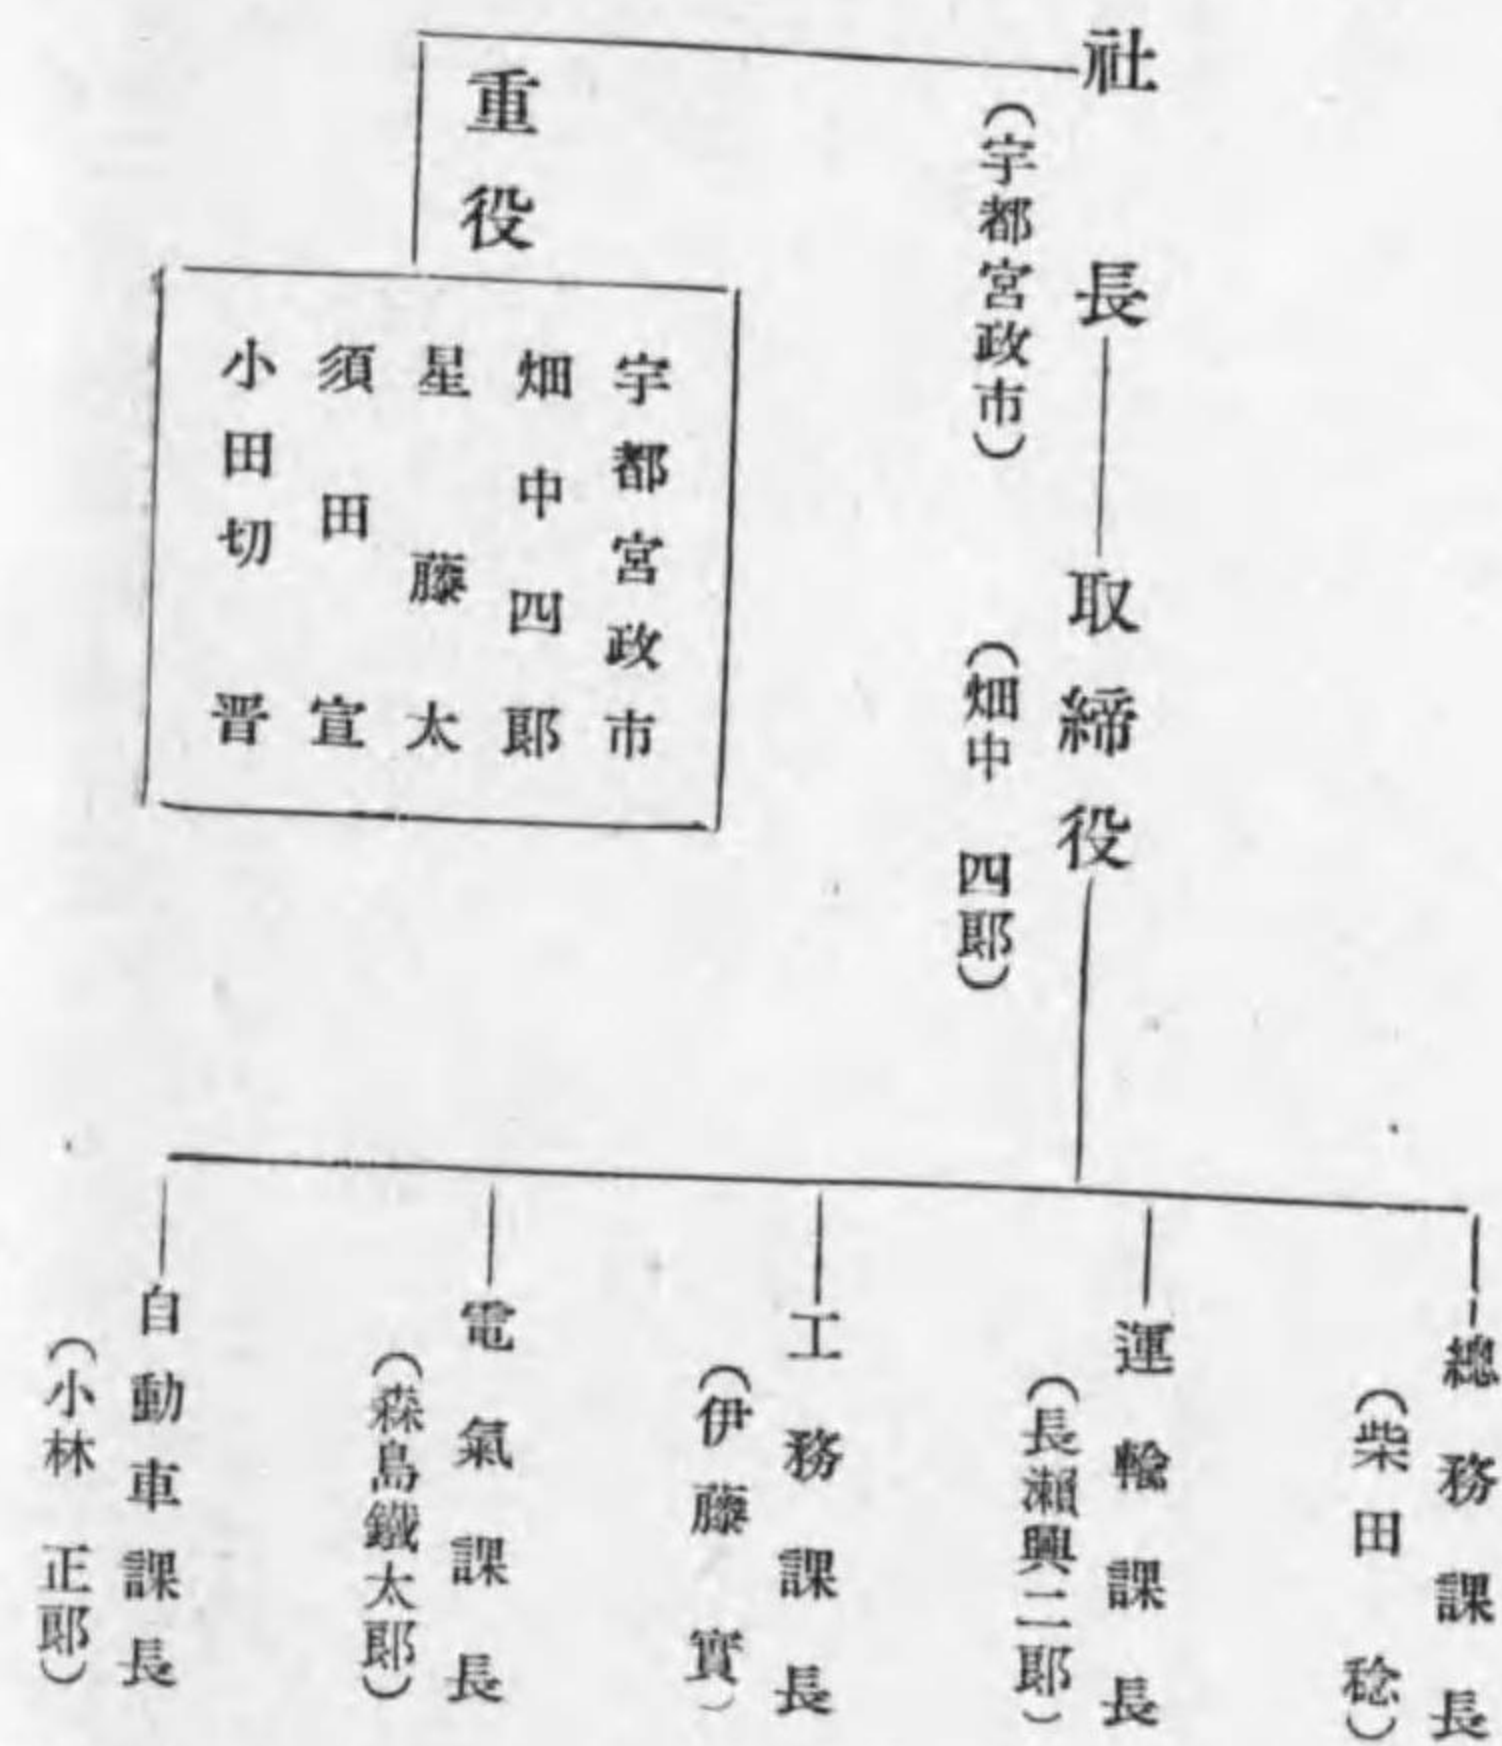 社長
(宇都宮政市)
取締役
(畑中四郎)
重役
宇都宮政市
畑中四郎
星藤太
須田宣
小田切晋
總務課長
(柴田稔)
運輸課長
(長瀨興二郎)
工務課長
(伊藤實)
電氣課長
(森島鐵太郎)
自動車課長
(小林正郎)